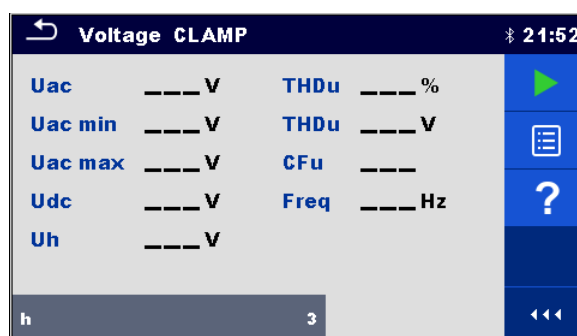 Voltage CLAMP 21:52
Uac ___V THDu ___%
Uac min ___V THDu ___V
Uac max ___V CFu ___
Udc ___V Freq ___Hz
Uh ___V
?
h 3